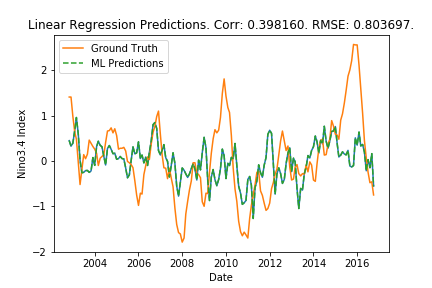 Linear Regression Predictions. Corr: 0.398160. RMSE: 0.803697.
Ground Truth
ML Predictions
Nino3.4 Index
2
1
0
−1
−2
2004 2006 2008 2010 2012 2014 2016
Date